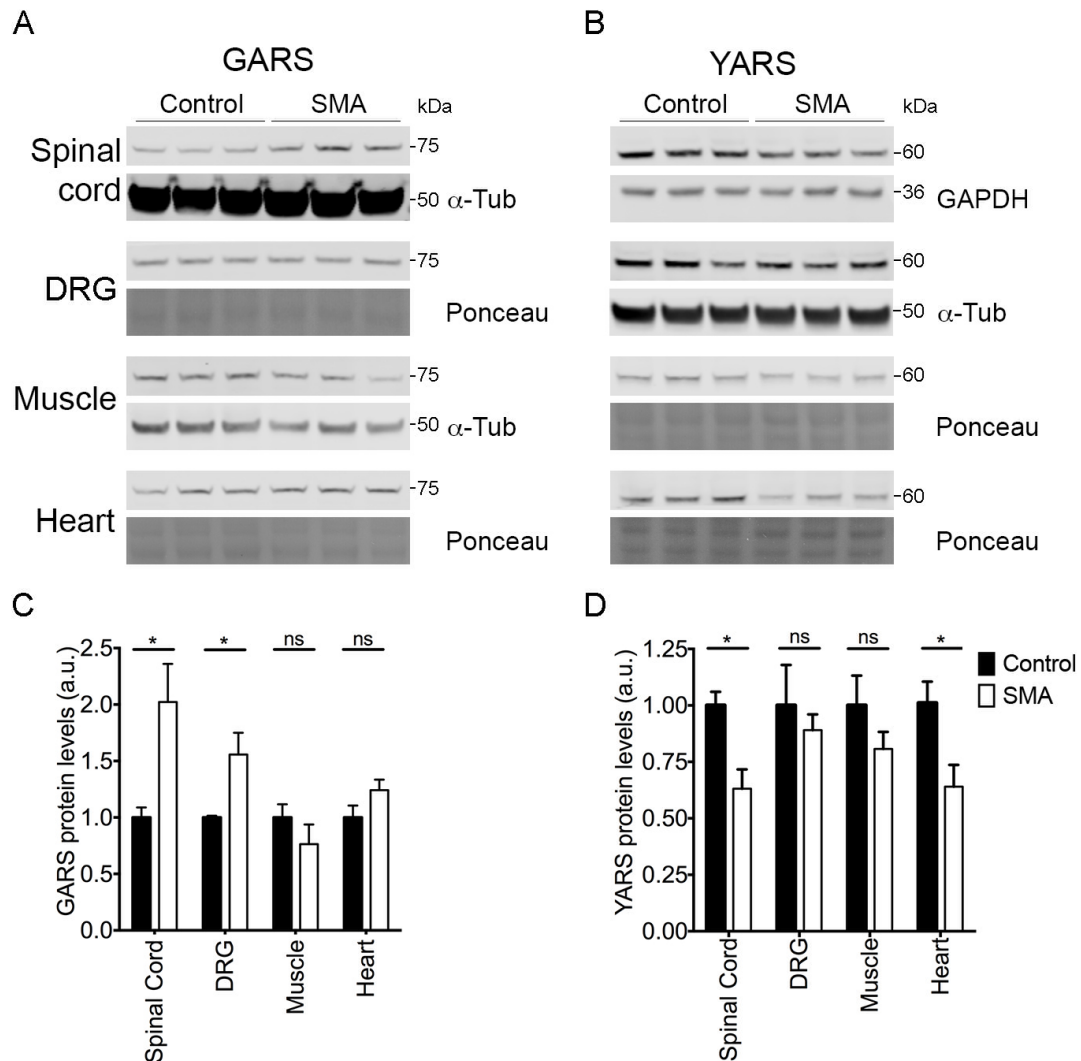 A
GARS
Control SMA kDa
Spinal cord
-75
-50 α-Tub
DRG
-75
Ponceau
Muscle
-75
-50 α-Tub
Heart
-75
Ponceau
B
YARS
Control SMA kDa
-60
-36 GAPDH
-60
-50 α-Tub
-60
Ponceau
-60
Ponceau
C
GARS protein levels (a.u.)
2.5
2.0
1.5
1.0
0.5
0.0
* * ns ns
Spinal Cord
DRG
Muscle
Heart
D
YARS protein levels (a.u.)
1.25
1.00
0.75
0.50
0.25
0.00
* ns ns *
Spinal Cord
DRG
Muscle
Heart
Control
SMA